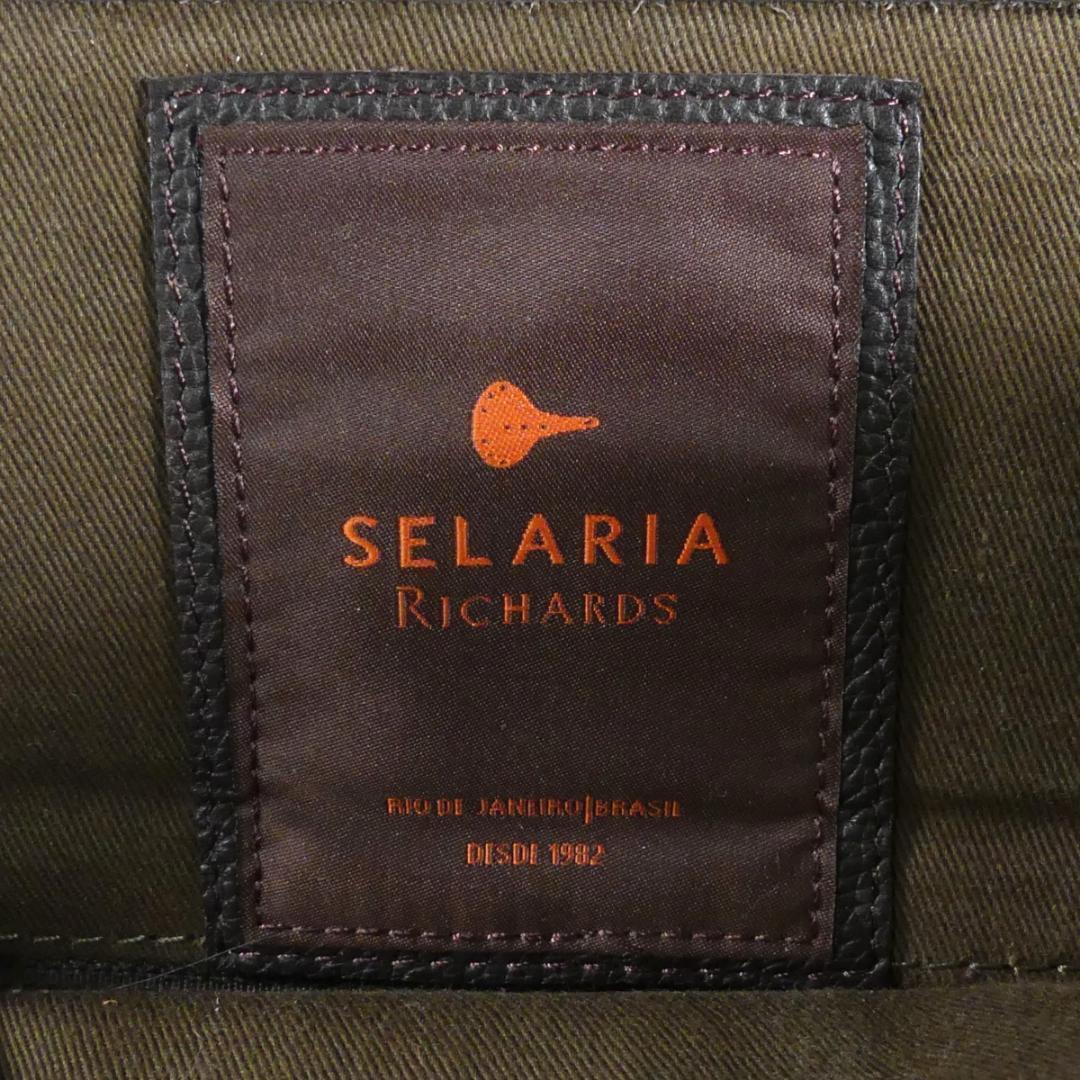 SELARIA
RICHARDS
RIO DE JANEIRO|BRASIL
DESDE 1982